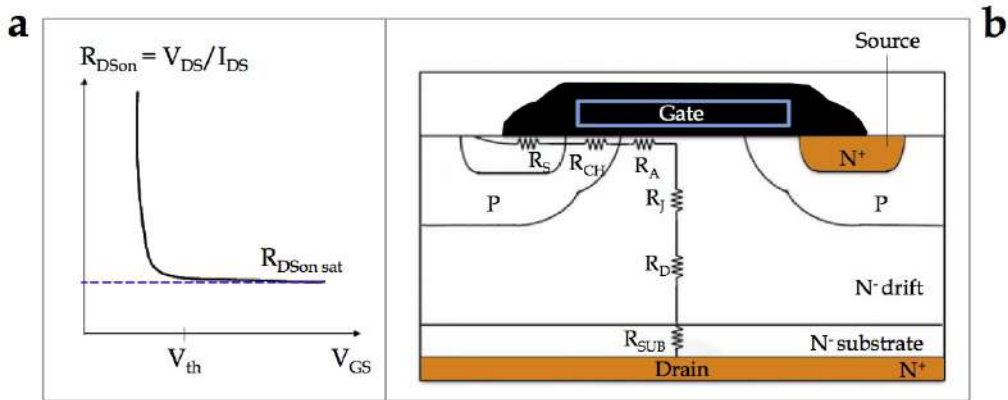 a
R_DSon = V_DS/I_DS
R_DSon sat
V_th
V_GS
b
Source
Gate
N⁺
R_S
R_CH
R_A
P
R_J
P
R_D
N⁻ drift
R_SUB
N⁻ substrate
Drain
N⁺